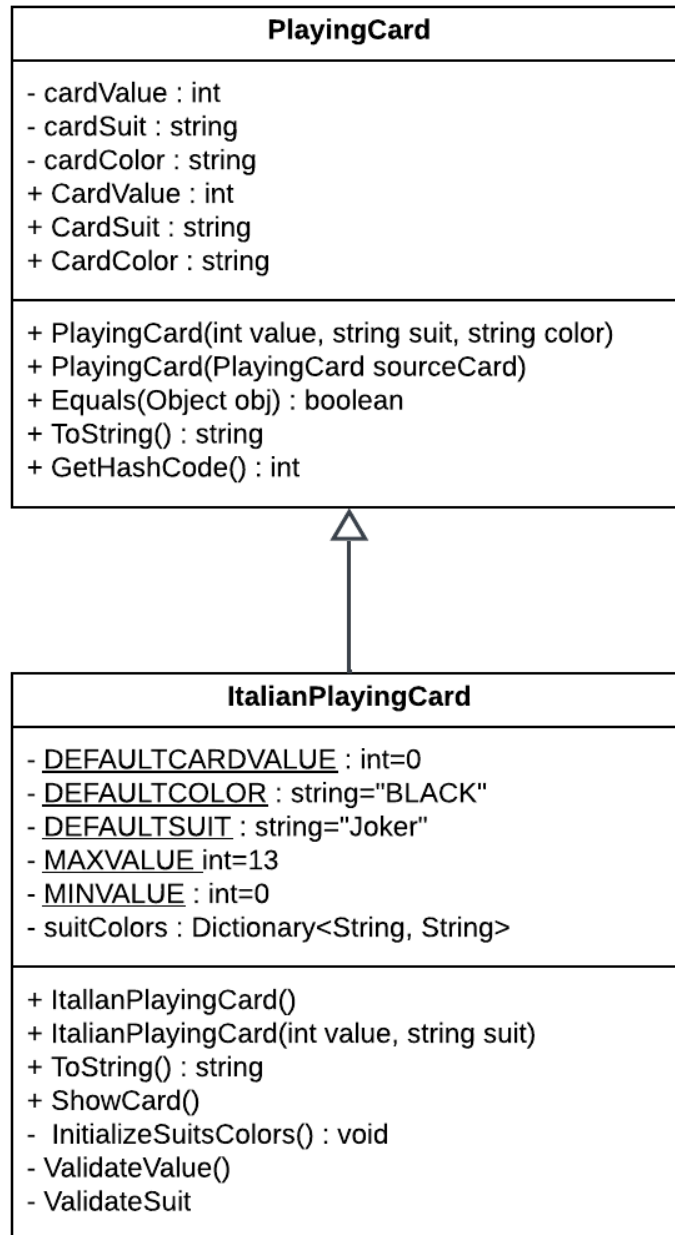 PlayingCard
- cardValue : int
- cardSuit : string
- cardColor : string
+ CardValue : int
+ CardSuit : string
+ CardColor : string
+ PlayingCard(int value, string suit, string color)
+ PlayingCard(PlayingCard sourceCard)
+ Equals(Object obj) : boolean
+ ToString() : string
+ GetHashCode() : int
ItalianPlayingCard
- DEFAULTCARDVALUE : int=0
- DEFAULTCOLOR : string="BLACK"
- DEFAULTSUIT : string="Joker"
- MAXVALUE int=13
- MINVALUE : int=0
- suitColors : Dictionary<String, String>
+ ItallanPlayingCard()
+ ItalianPlayingCard(int value, string suit)
+ ToString() : string
+ ShowCard()
- InitializeSuitsColors() : void
- ValidateValue()
- ValidateSuit